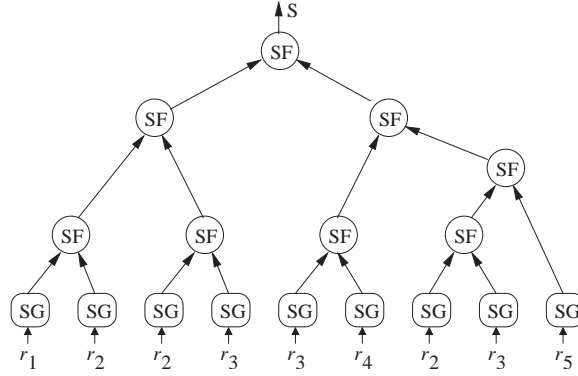 S
SF
SF SF
SF
SF SF SF SF
SG SG SG SG SG SG SG SG SG
r1 r2 r2 r3 r3 r4 r2 r3 r5